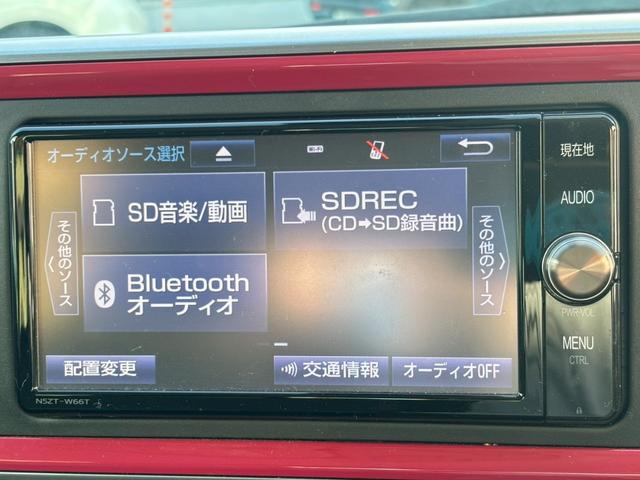 オーディオソース選択
Wi-Fi
現在地
SD音楽/動画
SDREC
(CD➡SD録音曲)
AUDIO
その他のソース
その他のソース
Bluetooth
オーディオ
PWR・VOL
MENU
CTRL
配置変更
交通情報
オーディオOFF
NSZT-W66T